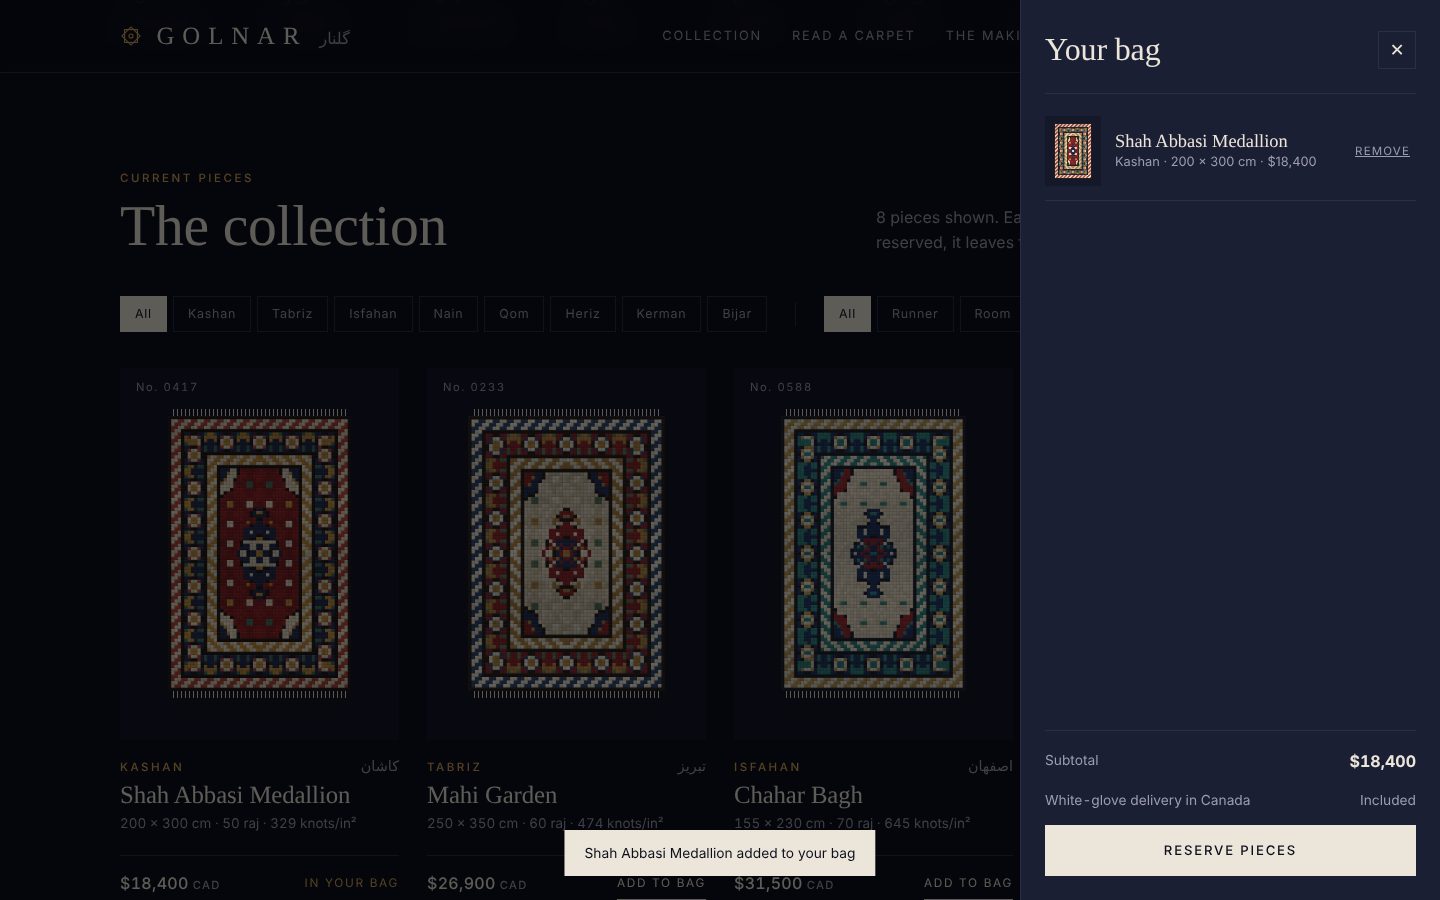 GOLNAR گلنار
COLLECTION READ A CARPET THE MAKI
CURRENT PIECES
The collection
8 pieces shown. Ea
reserved, it leaves
All Kashan Tabriz Isfahan Nain Qom Heriz Kerman Bijar All Runner Room
No. 0417 No. 0233 No. 0588
KASHAN کاشان
Shah Abbasi Medallion
200 × 300 cm · 50 raj · 329 knots/in²
$18,400 CAD IN YOUR BAG
TABRIZ تبریز
Mahi Garden
250 × 350 cm · 60 raj · 474 knots/in²
$26,900 CAD ADD TO BAG
ISFAHAN اصفهان
Chahar Bagh
155 × 230 cm · 70 raj · 645 knots/in²
$31,500 CAD ADD TO BAG
Shah Abbasi Medallion added to your bag
Your bag
✕
Shah Abbasi Medallion
Kashan · 200 × 300 cm · $18,400
REMOVE
Subtotal $18,400
White-glove delivery in Canada Included
RESERVE PIECES